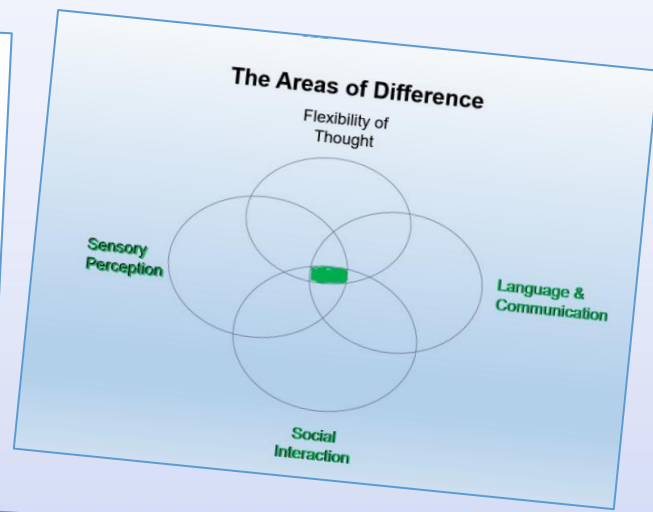 The Areas of Difference
Flexibility of
Thought
Sensory
Perception
Language &
Communication
Social
Interaction